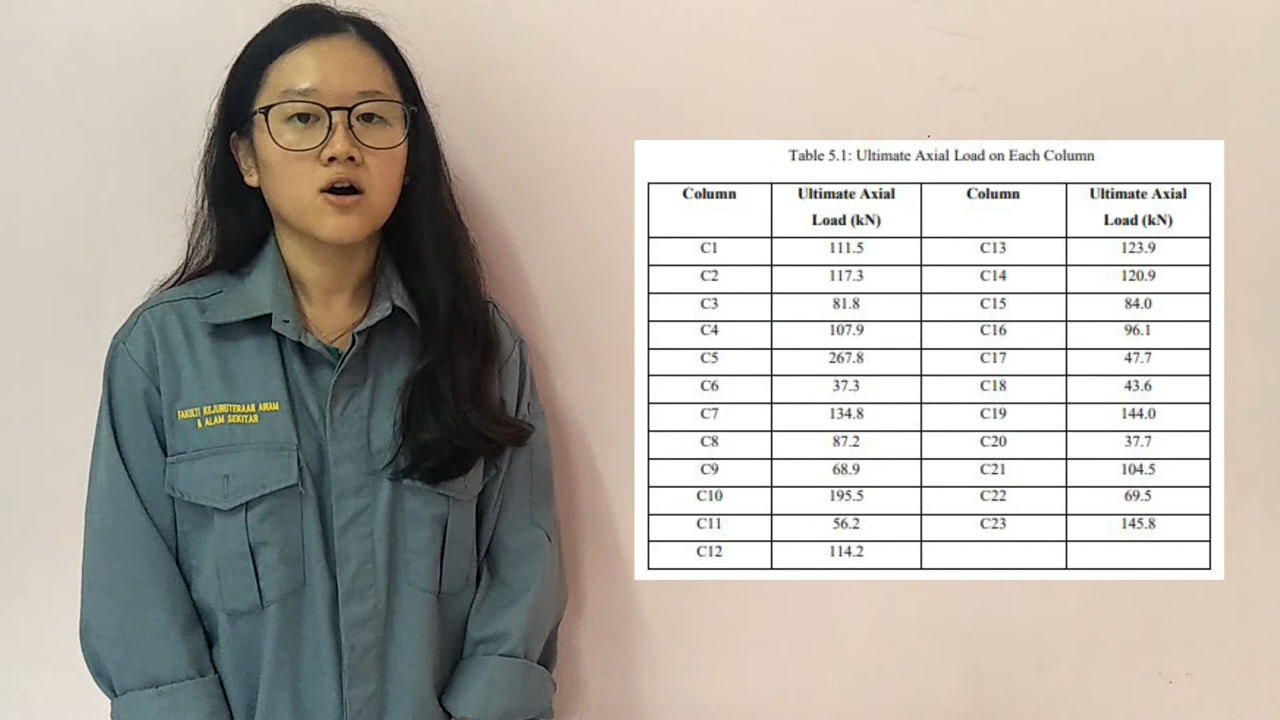 FAKULTI KEJURUTERAAN AWAM
& ALAM SEKITAR
Table 5.1: Ultimate Axial Load on Each Column
Column Ultimate Axial Load (kN) Column Ultimate Axial Load (kN)
C1 111.5 C13 123.9
C2 117.3 C14 120.9
C3 81.8 C15 84.0
C4 107.9 C16 96.1
C5 267.8 C17 47.7
C6 37.3 C18 43.6
C7 134.8 C19 144.0
C8 87.2 C20 37.7
C9 68.9 C21 104.5
C10 195.5 C22 69.5
C11 56.2 C23 145.8
C12 114.2